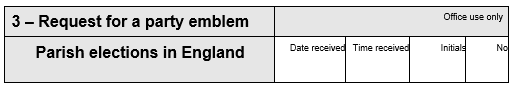 3 – Request for a party emblem
Office use only
Parish elections in England
Date received Time received Initials No